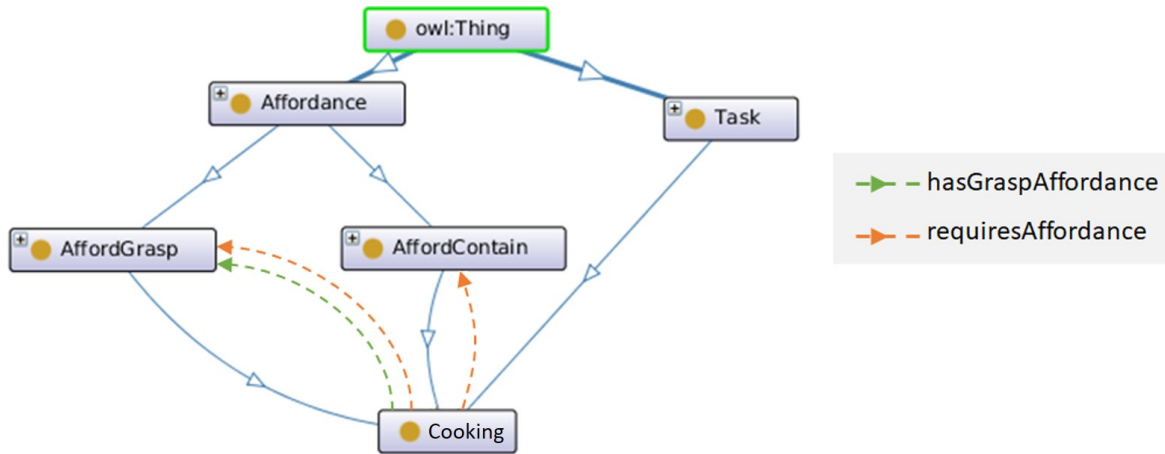 owl:Thing
Affordance
Task
hasGraspAffordance
requiresAffordance
AffordGrasp
AffordContain
Cooking